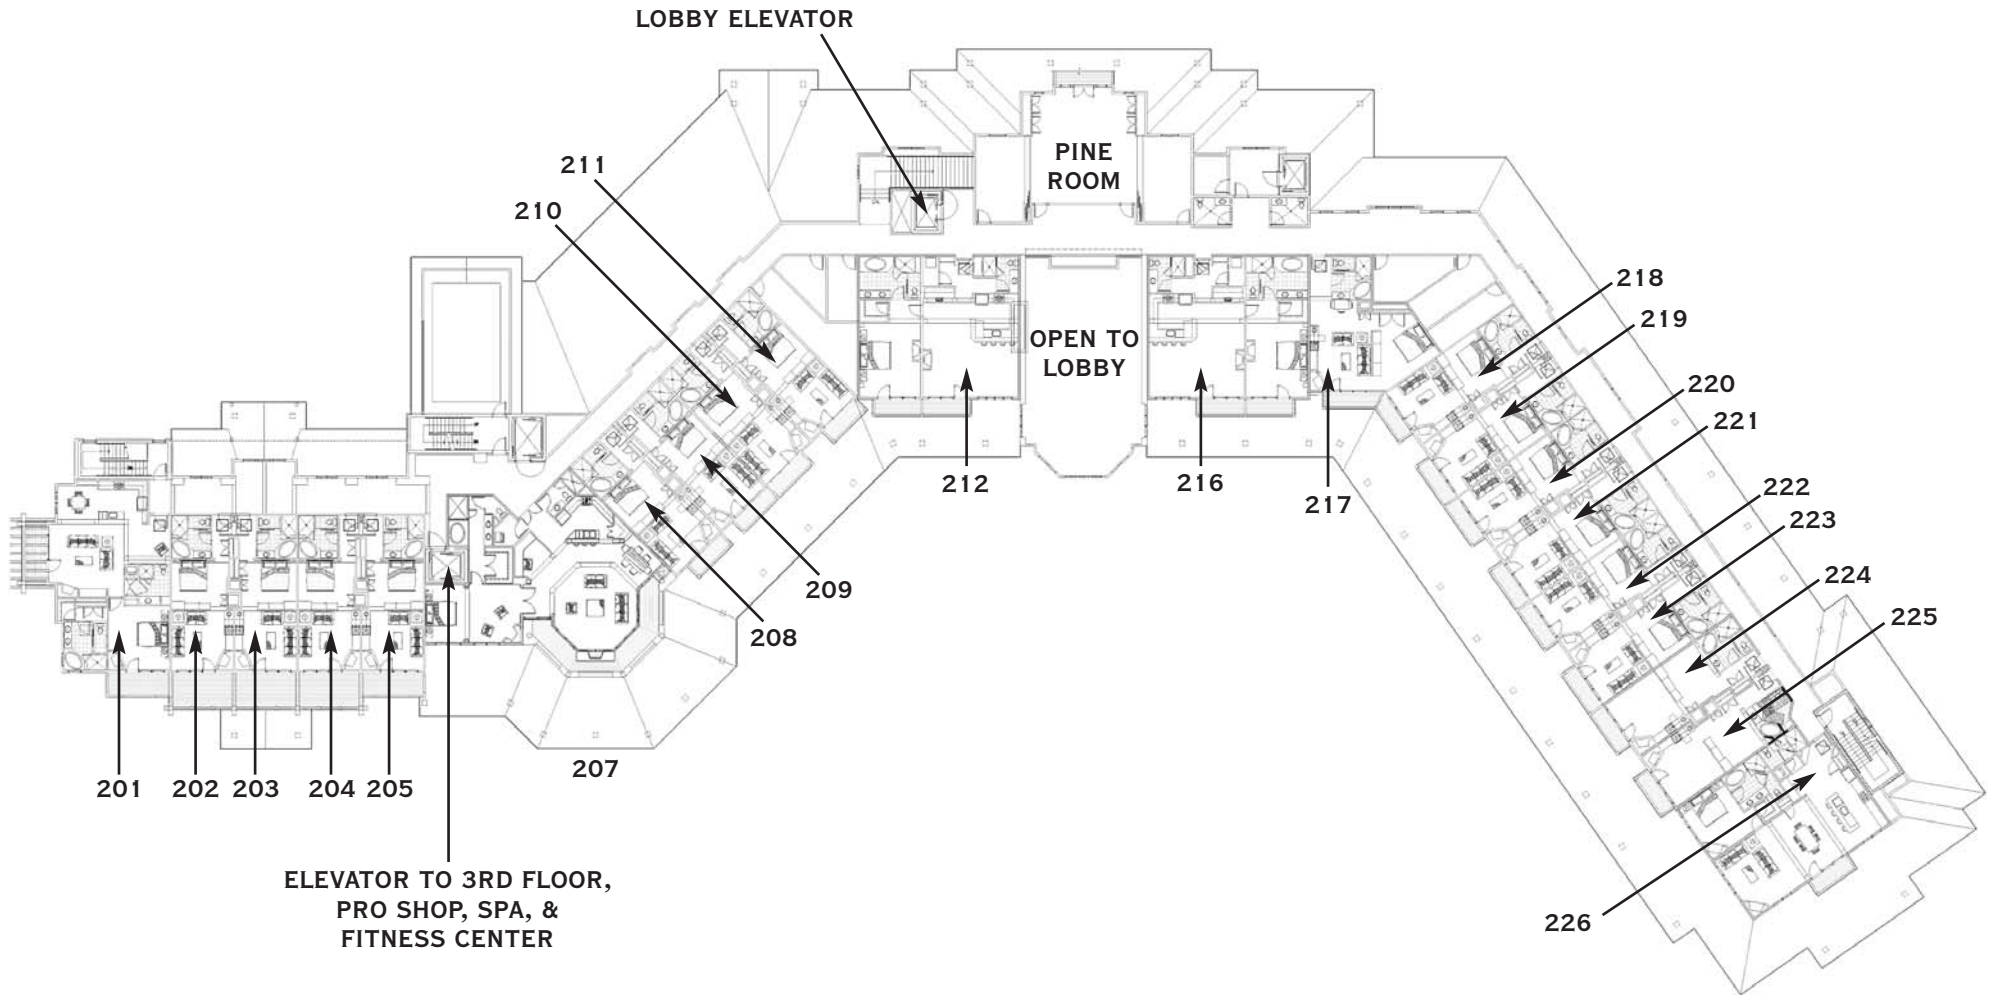 LOBBY ELEVATOR
PINE
ROOM
211
210
218
219
OPEN TO
LOBBY
220
221
212
216
217
222
223
209
224
208
225
207
201
202
203
204
205
ELEVATOR TO 3RD FLOOR,
PRO SHOP, SPA, &
FITNESS CENTER
226